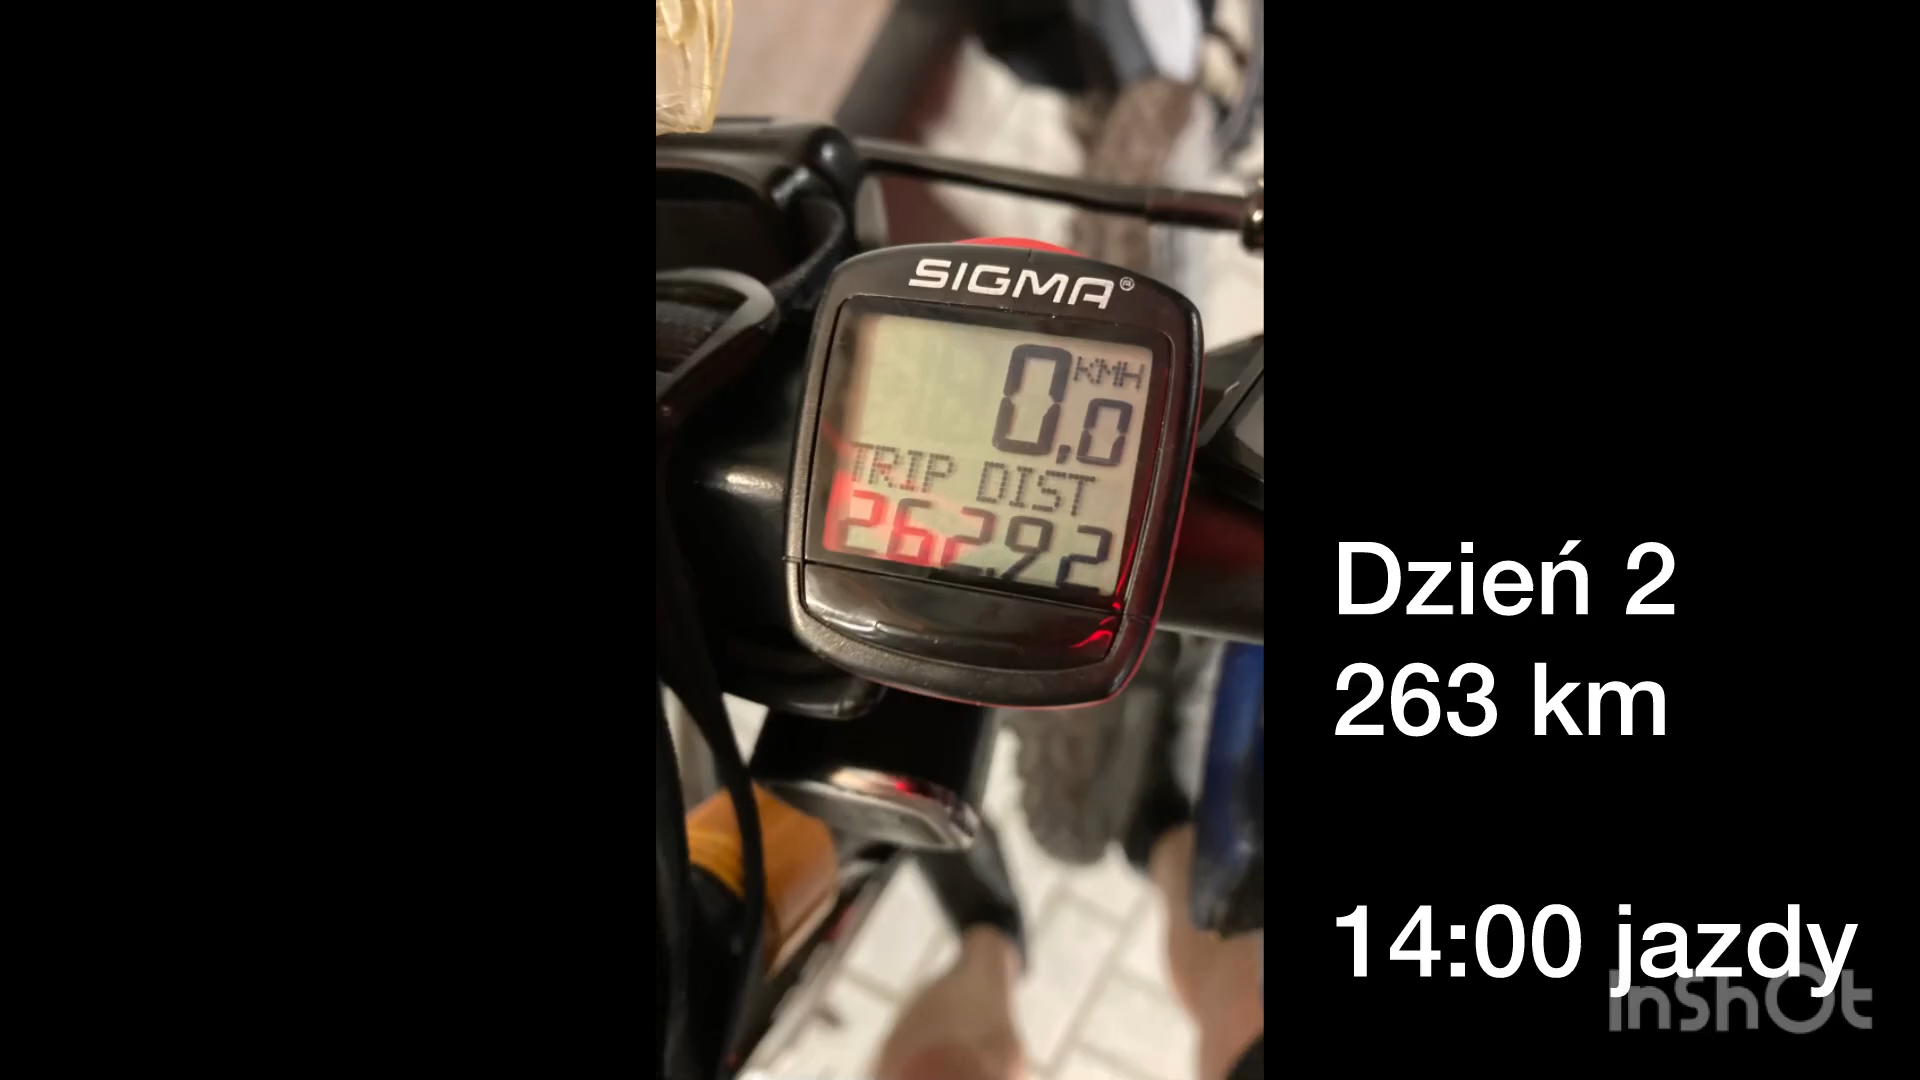 SIGMA®
KMH
0,0
TRIP DIST
262.92
Dzień 2
263 km
14:00 jazdy
InShOt